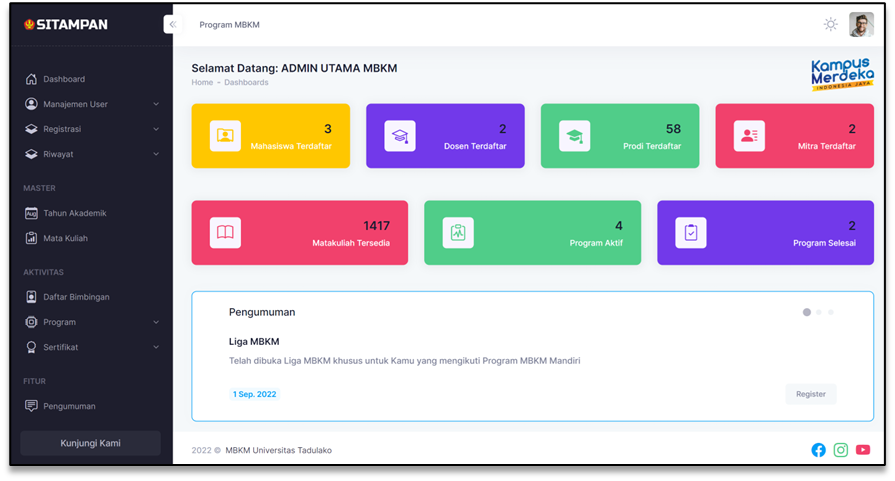 SITAMPAN
Program MBKM
Dashboard
Manajemen User
Registrasi
Riwayat
MASTER
Aug
Tahun Akademik
Mata Kuliah
AKTIVITAS
Daftar Bimbingan
Program
Sertifikat
FITUR
Pengumuman
Kunjungi Kami
Selamat Datang: ADMIN UTAMA MBKM
Home - Dashboards
Kampus
Merdeka
INDONESIA JAYA
3
Mahasiswa Terdaftar
2
Dosen Terdaftar
58
Prodi Terdaftar
2
Mitra Terdaftar
1417
Matakuliah Tersedia
4
Program Aktif
2
Program Selesai
Pengumuman
Liga MBKM
Telah dibuka Liga MBKM khusus untuk Kamu yang mengikuti Program MBKM Mandiri
1 Sep. 2022
Register
2022 © MBKM Universitas Tadulako